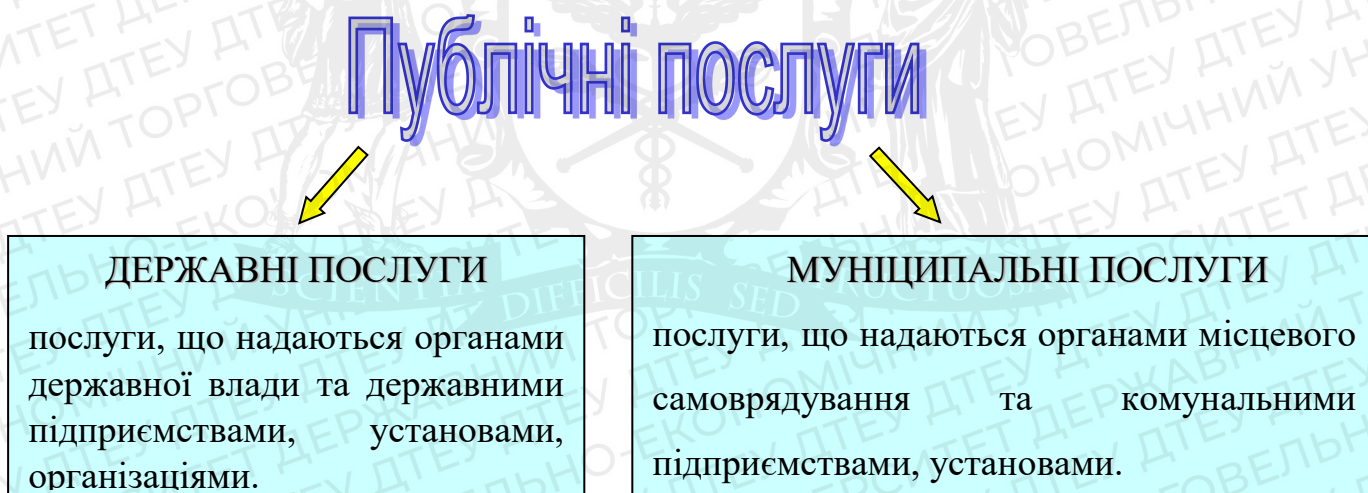 Публічні послуги
ДЕРЖАВНІ ПОСЛУГИ
послуги, що надаються органами
державної влади та державними
підприємствами, установами,
організаціями.
МУНІЦИПАЛЬНІ ПОСЛУГИ
послуги, що надаються органами місцевого
самоврядування та комунальними
підприємствами, установами.